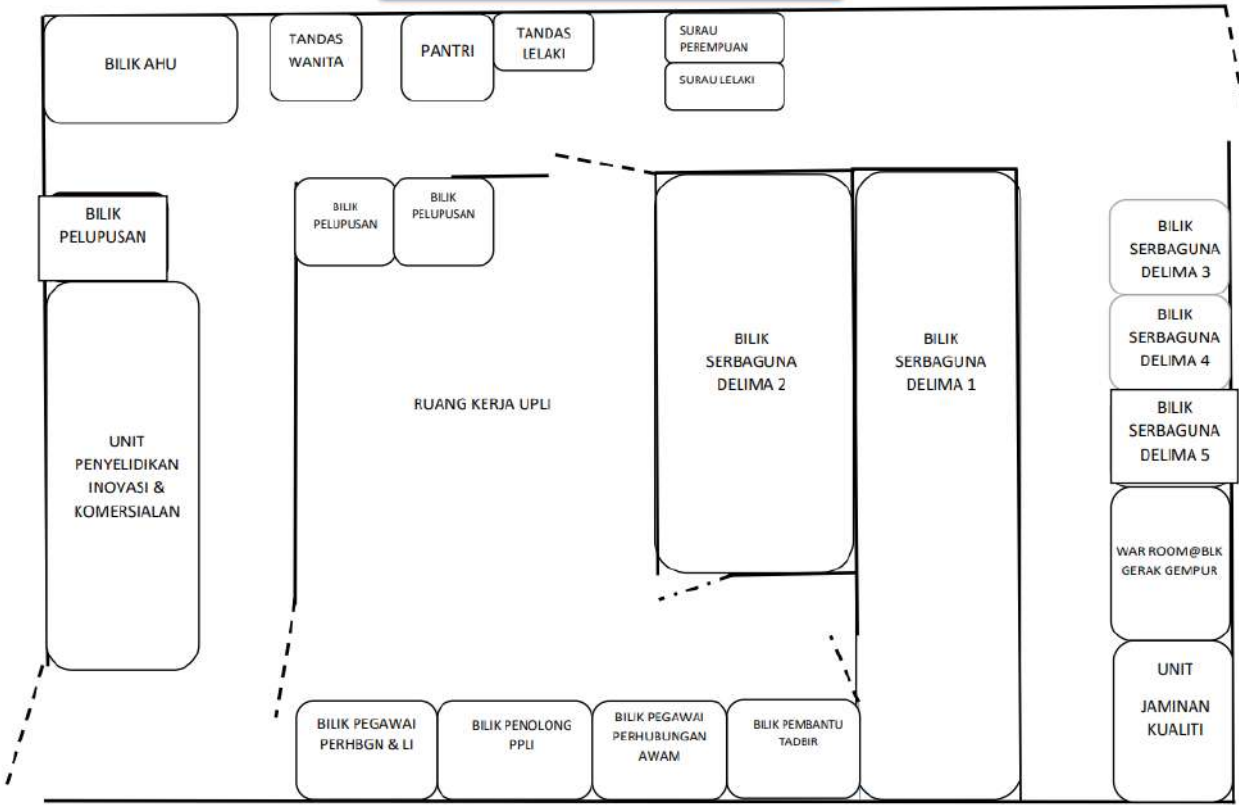 BILIK AHU
TANDAS
WANITA
PANTRI
TANDAS
LELAKI
SURAU
PEREMPUAN
SURAU LELAKI
BILIK
PELUPUSAN
BILIK
PELUPUSAN
BILIK
PELUPUSAN
BILIK
SERBAGUNA
DELIMA 3
BILIK
SERBAGUNA
DELIMA 4
BILIK
SERBAGUNA
DELIMA 2
BILIK
SERBAGUNA
DELIMA 1
RUANG KERJA UPLI
BILIK
SERBAGUNA
DELIMA 5
UNIT
PENYELIDIKAN
INOVASI &
KOMERSIALAN
WAR ROOM@BLK
GERAK GEMPUR
UNIT
JAMINAN
KUALITI
BILIK PEGAWAI
PERHBGN & LI
BILIK PENOLONG
PPLI
BILIK PEGAWAI
PERHUBUNGAN
AWAM
BILIK PEMBANTU
TADBIR